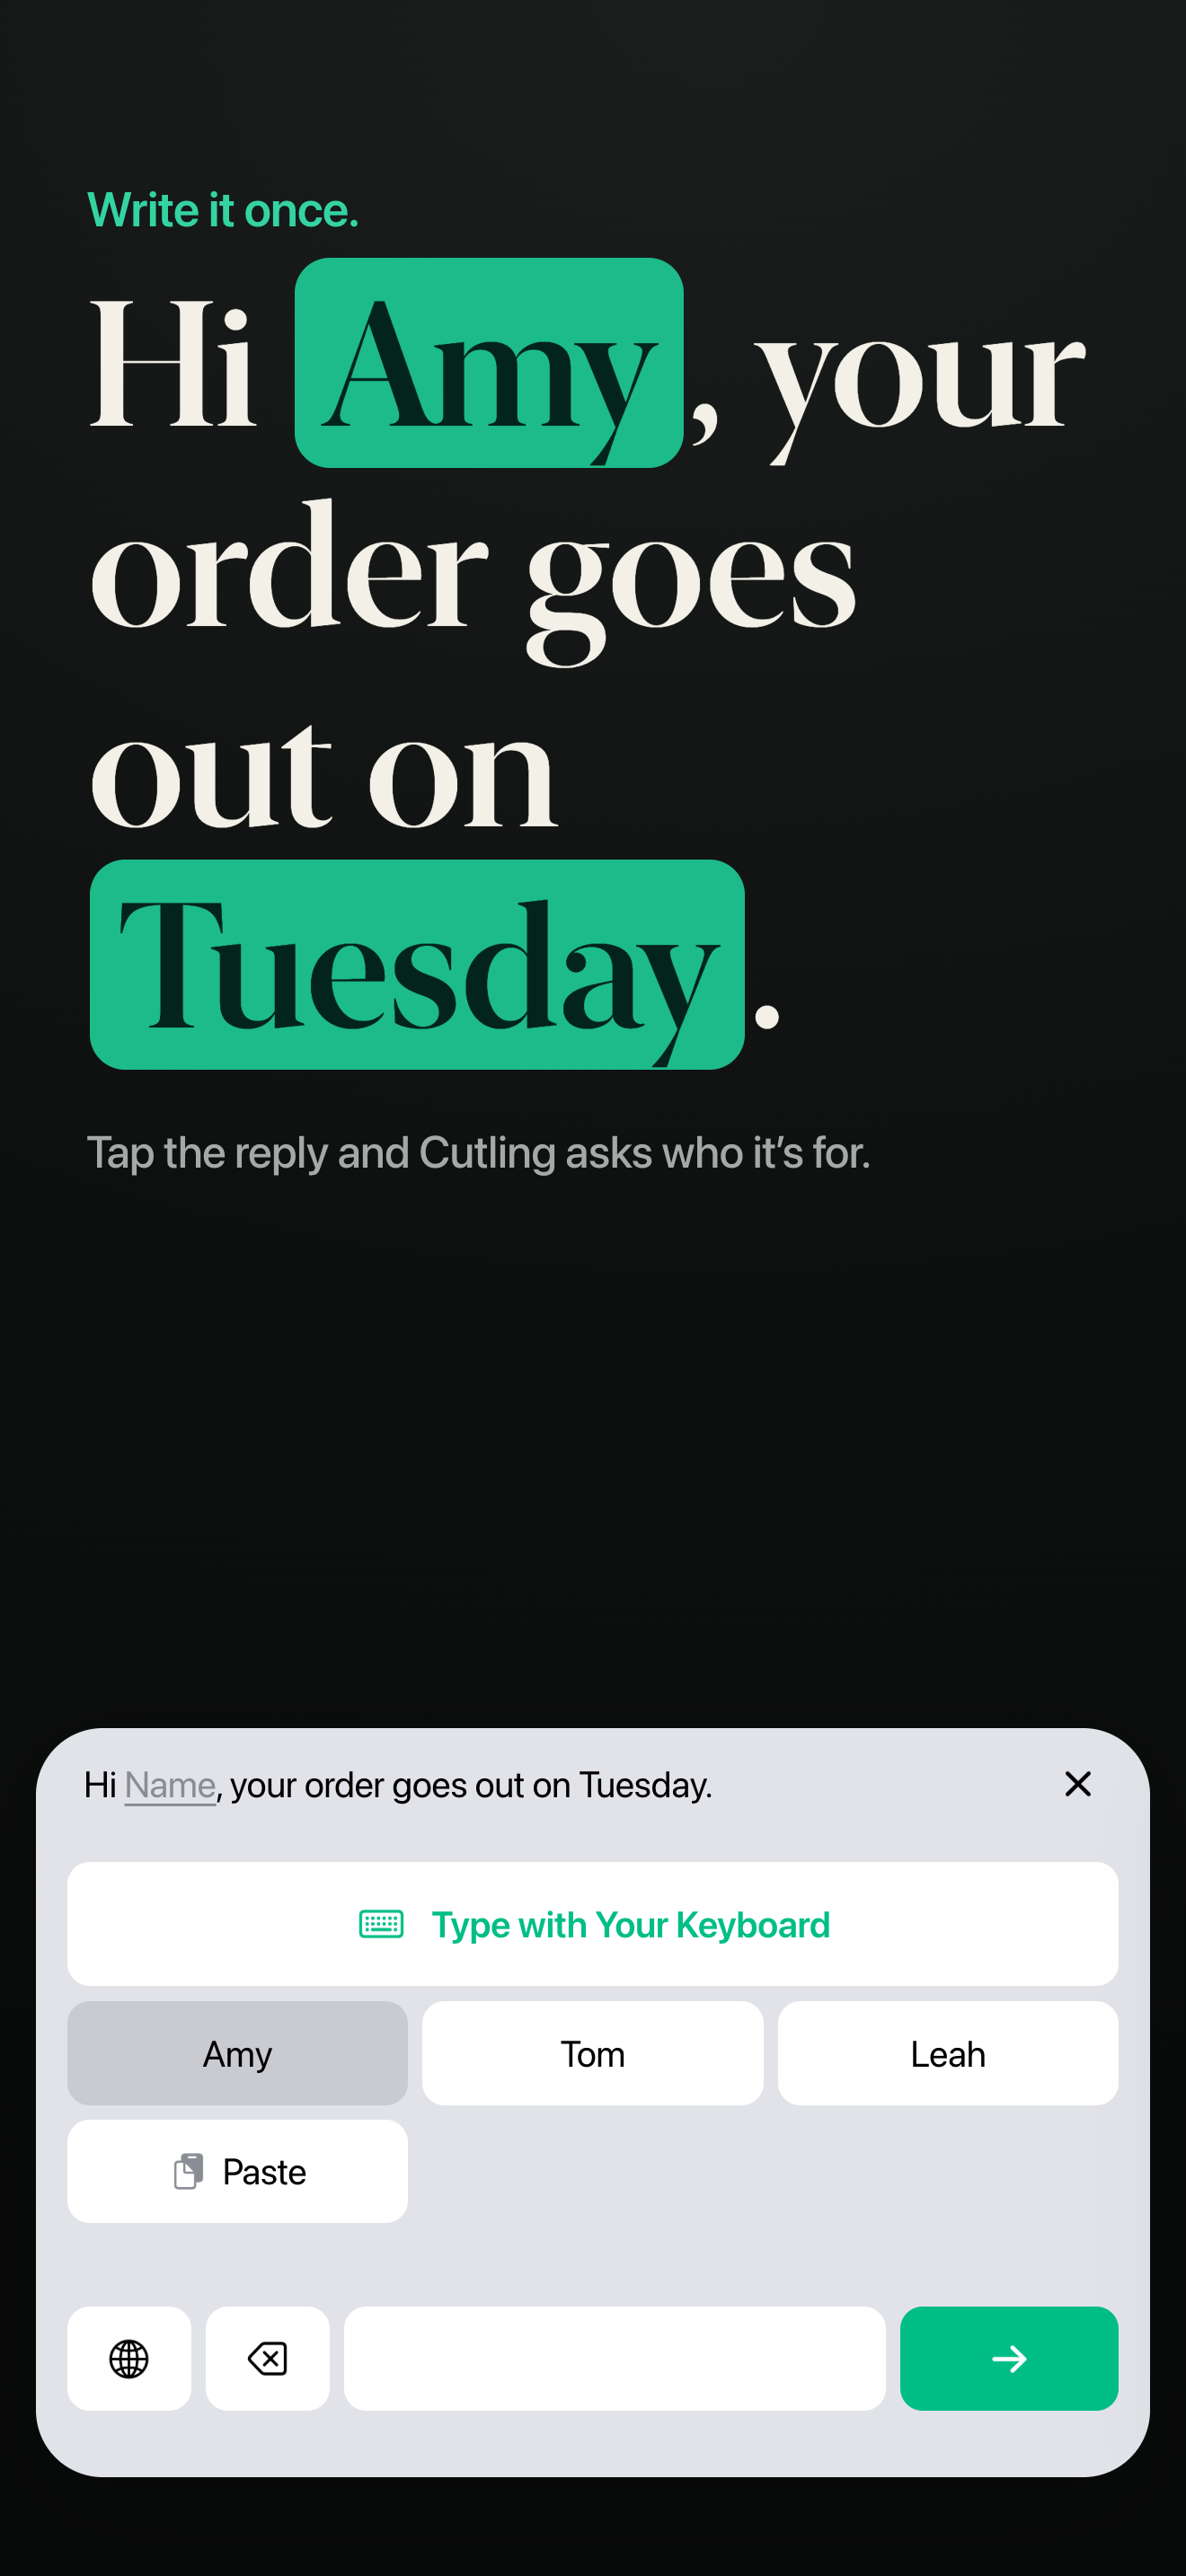 Write it once.
Hi Amy, your
order goes
out on
Tuesday.
Tap the reply and Cutling asks who it’s for.
Hi Name, your order goes out on Tuesday.
Type with Your Keyboard
Amy Tom Leah
Paste